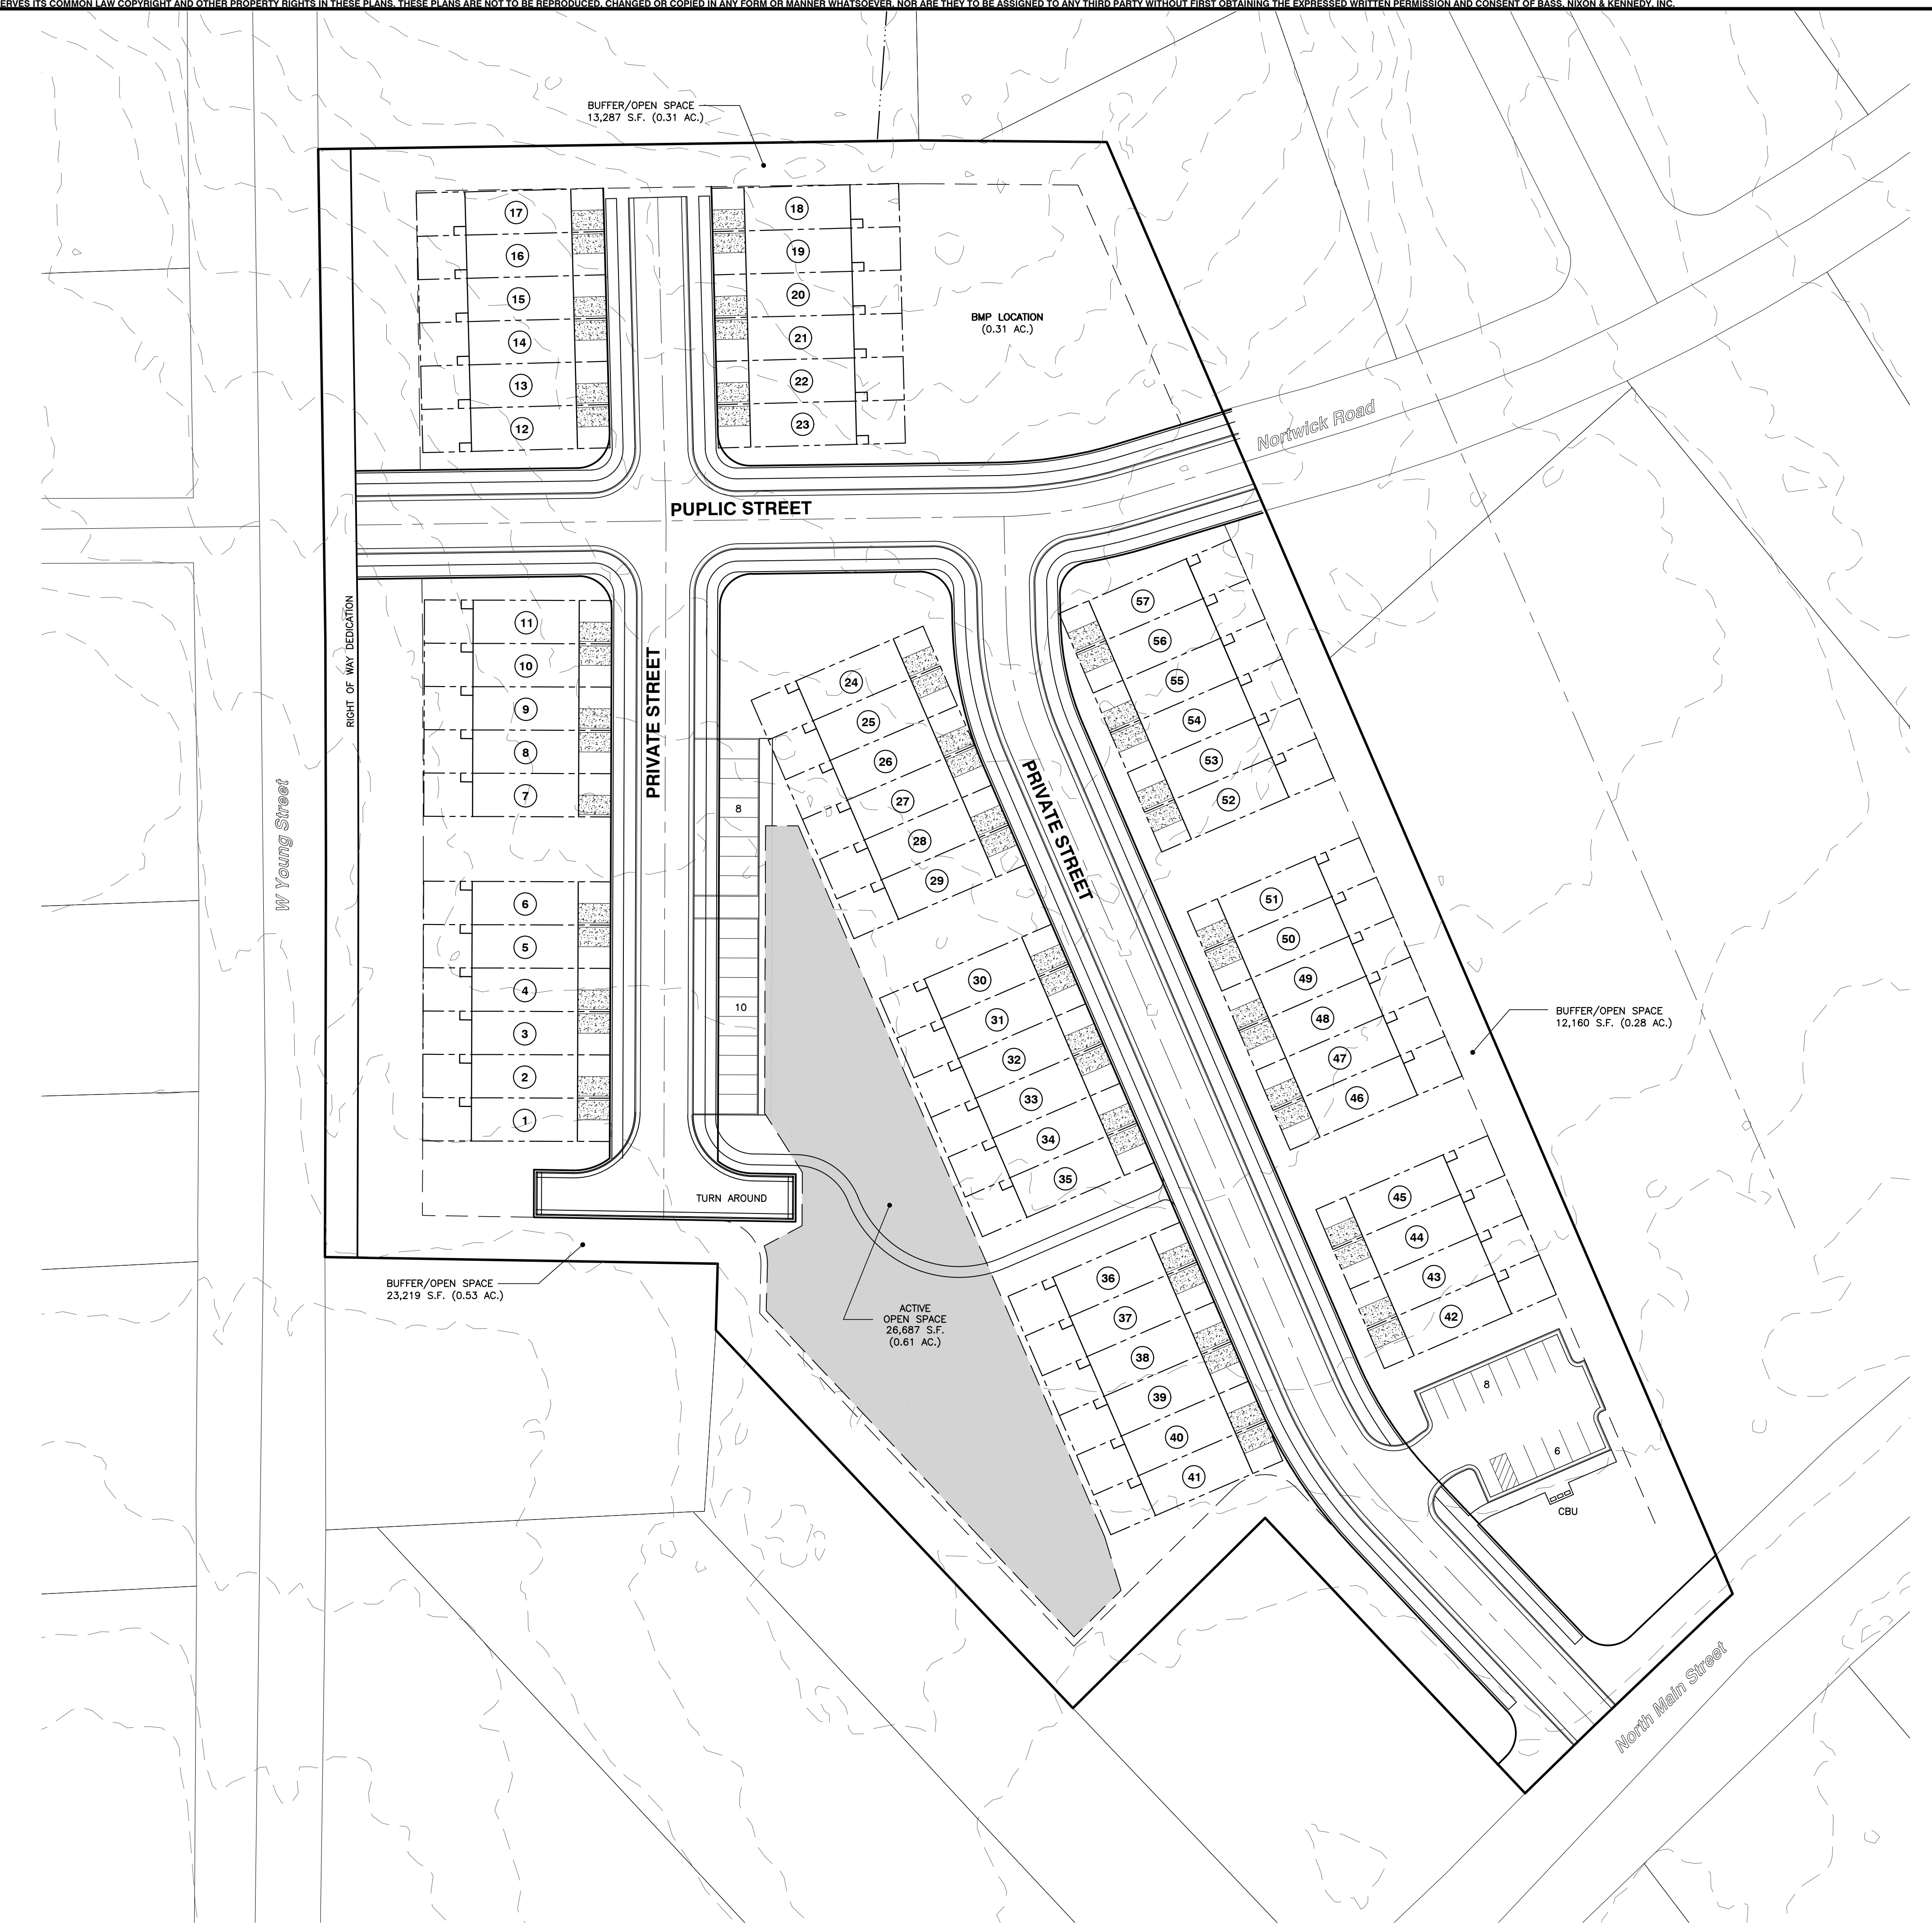 ERVES ITS COMMON LAW COPYRIGHT AND OTHER PROPERTY RIGHTS IN THESE PLANS. THESE PLANS ARE NOT TO BE REPRODUCED, CHANGED OR COPIED IN ANY FORM OR MANNER WHATSOEVER, NOR ARE THEY TO BE ASSIGNED TO ANY THIRD PARTY WITHOUT FIRST OBTAINING THE EXPRESSED WRITTEN PERMISSION AND CONSENT OF BASS, NIXON & KENNEDY, INC.
BUFFER/OPEN SPACE
13,287 S.F. (0.31 AC.)
17
16
15
14
13
12
18
19
20
21
22
23
BMP LOCATION
(0.31 AC.)
Nortwick Road
PUPLIC STREET
RIGHT OF WAY DEDICATION
W Young Street
PRIVATE STREET
11
10
9
8
7
6
5
4
3
2
1
8
10
TURN AROUND
24
25
26
27
28
29
30
31
32
33
34
35
36
37
38
39
40
41
PRIVATE STREET
57
56
55
54
53
52
51
50
49
48
47
46
45
44
43
42
BUFFER/OPEN SPACE
12,160 S.F. (0.28 AC.)
BUFFER/OPEN SPACE
23,219 S.F. (0.53 AC.)
ACTIVE
OPEN SPACE
26,687 S.F.
(0.61 AC.)
8
6
CBU
North Main Street